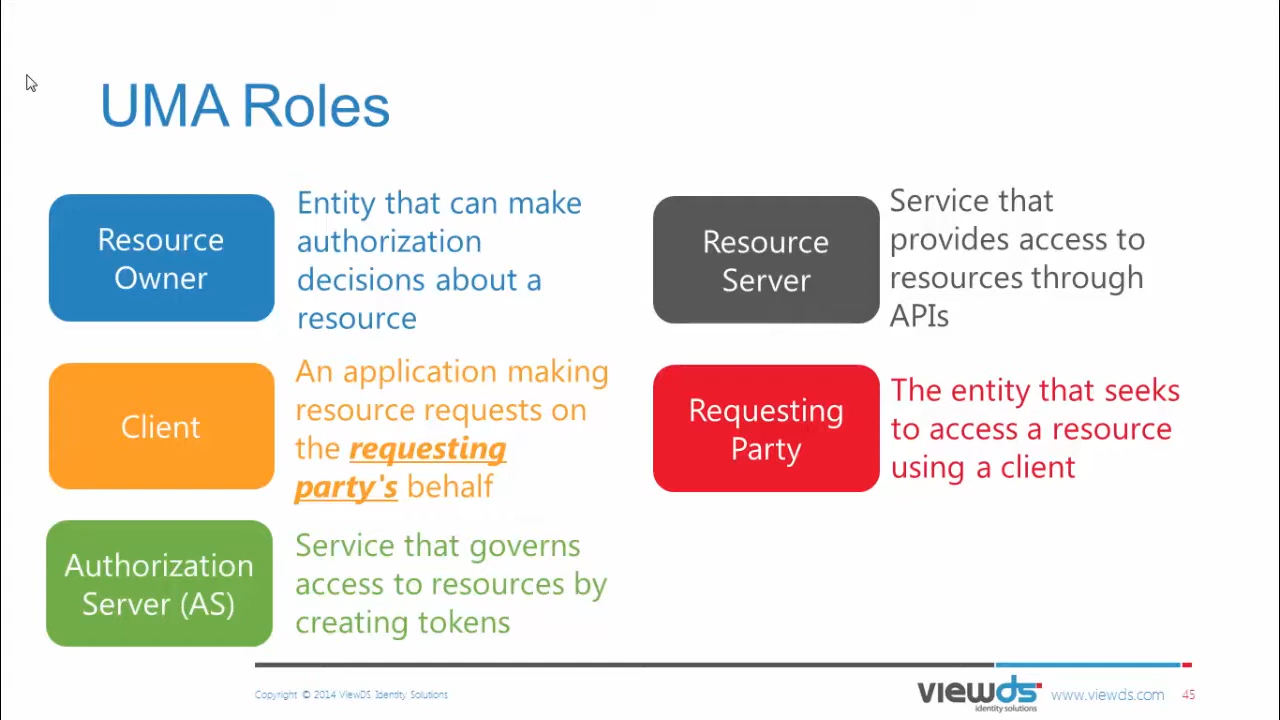 UMA Roles
Resource
Owner
Entity that can make
authorization
decisions about a
resource
Resource
Server
Service that
provides access to
resources through
APIs
Client
An application making
resource requests on
the requesting
party's behalf
Requesting
Party
The entity that seeks
to access a resource
using a client
Authorization
Server (AS)
Service that governs
access to resources by
creating tokens
Copyright © 2014 ViewDS Identity Solutions
viewds
identity solutions
www.viewds.com
45